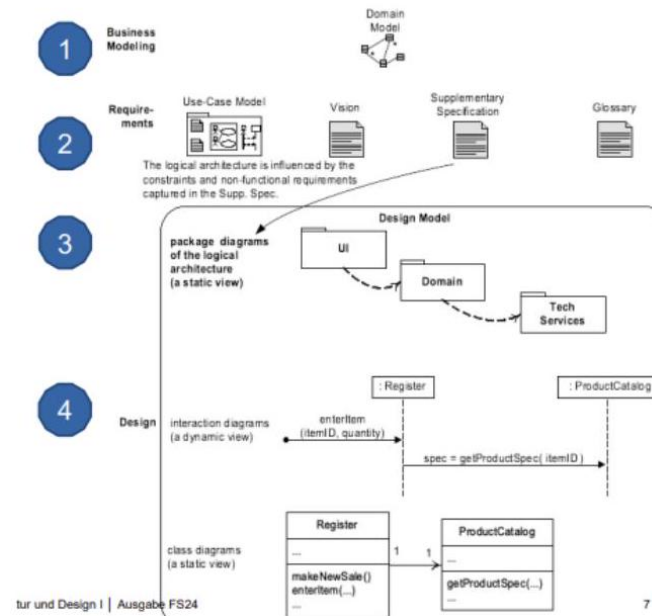 1
Business
Modeling
Domain
Model
*
*
2
Require-
ments
Use-Case Model
Vision
Supplementary
Specification
Glossary
The logical architecture is influenced by the
constraints and non-functional requirements
captured in the Supp. Spec.
3
Design Model
package diagrams
of the logical
architecture
(a static view)
UI
Domain
Tech
Services
4
Design
interaction diagrams
(a dynamic view)
: Register
: ProductCatalog
enterItem
(itemID, quantity)
spec = getProductSpec( itemID )
class diagrams
(a static view)
Register
...
makeNewSale()
enterItem(...)
...
1
1
ProductCatalog
...
getProductSpec(...)
...
tur und Design I | Ausgabe FS24
7